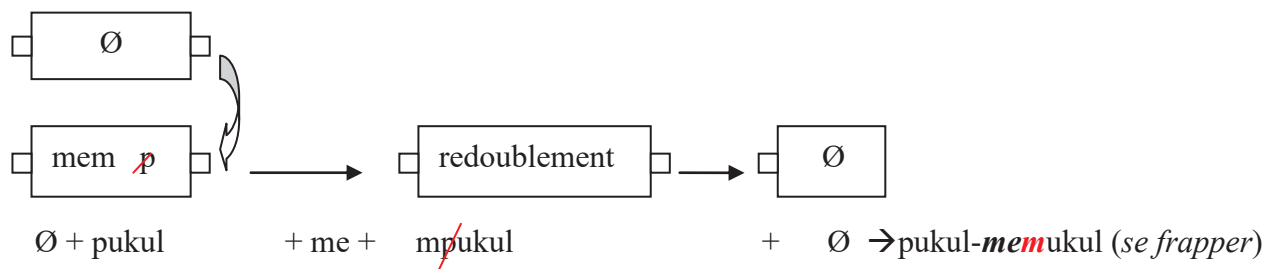 Ø
mem p redoublement Ø
Ø + pukul + me + mpukul + Ø →pukul-memukul (se frapper)